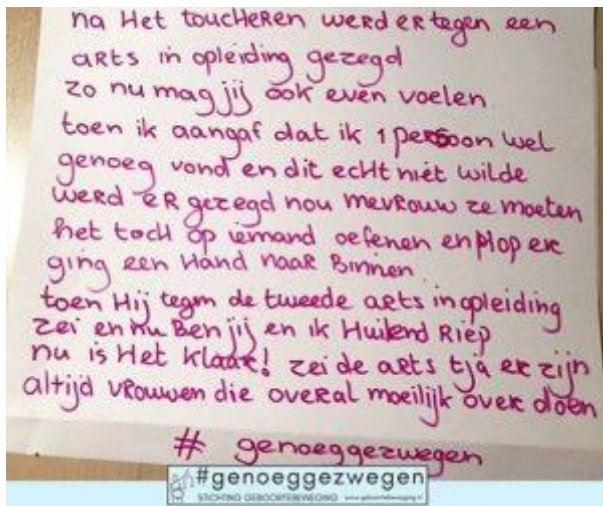 na Het toucHeRen weRd er tegen een
aRts in opleiding gezegd
zo nu mag jij ook even voelen
toen ik aangaf dat ik 1 persoon wel
genoeg vond en dit ecHt niet wilde
weRd eR gezegd nou mevRouw ze moeten
het tocH op iemand oefenen en plop er
ging een Hand naaR Binnen
toen Hij tegen de tweede arts in opleiding
zei en nu Ben jij en ik Huilend Riep
nu is Het klaar! zei de arts tja er zijn
altijd vRouwen die oveRal moeilijk over doen
# genoeggezwegen
#genoeggezwegen
STICHTING GEBOORTEBEWEGING www.geboortebeweging.nl